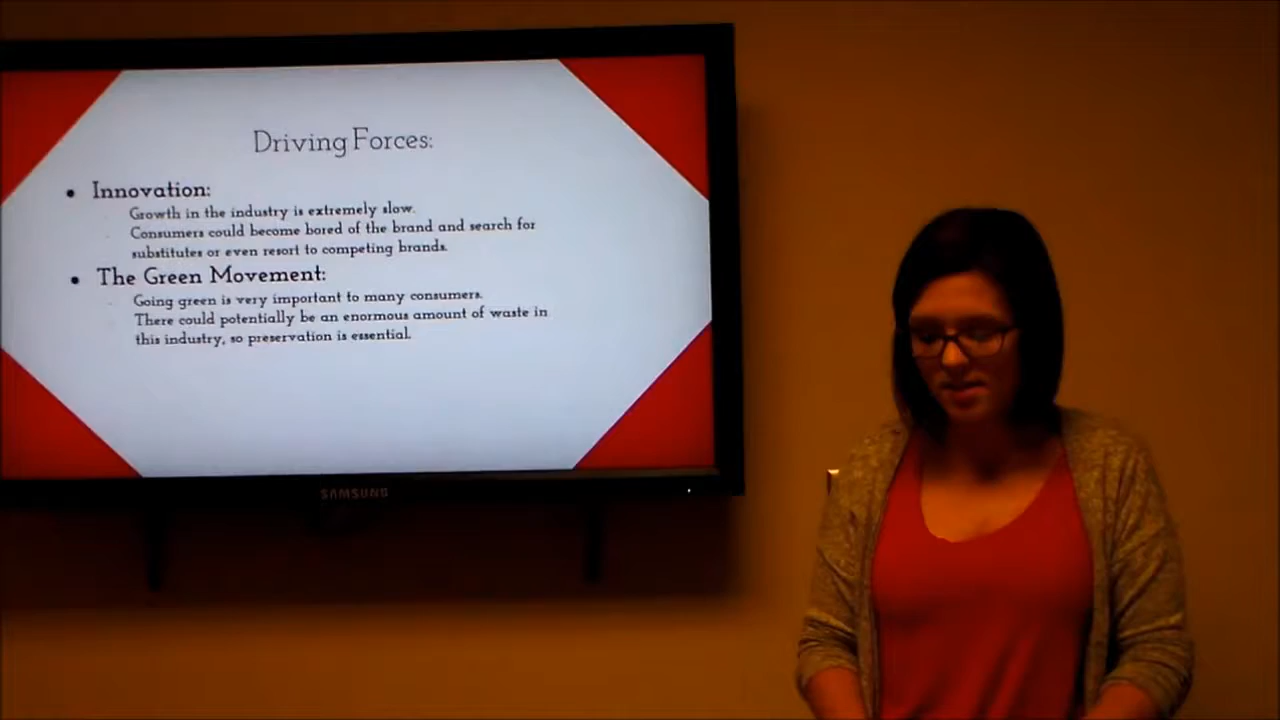 Driving Forces:
• Innovation:
Growth in the industry is extremely slow.
Consumers could become bored of the brand and search for
substitutes or even resort to competing brands.
• The Green Movement:
Going green is very important to many consumers.
There could potentially be an enormous amount of waste in
this industry, so preservation is essential.
SAMSUNG